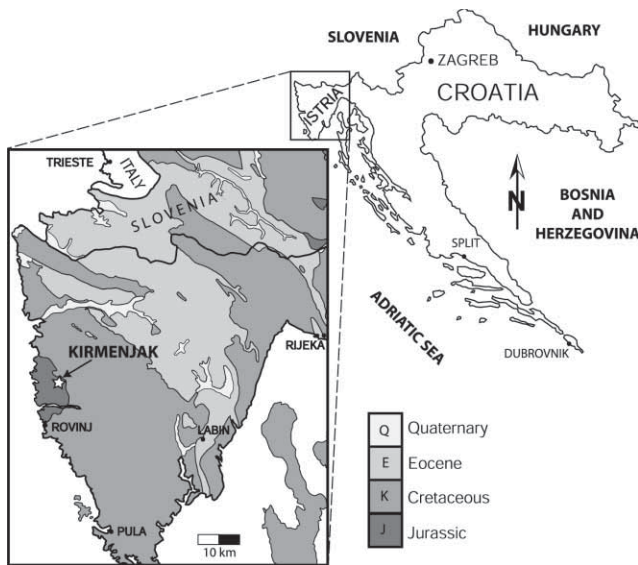 SLOVENIA
HUNGARY
ZAGREB
CROATIA
ISTRIA
TRIESTE
ITALY
SLOVENIA
N
BOSNIA
AND
HERZEGOVINA
SPLIT
ADRIATIC SEA
DUBROVNIK
RIJEKA
KIRMENJAK
ROVINJ
LABIN
PULA
10 km
Q Quaternary
E Eocene
K Cretaceous
J Jurassic